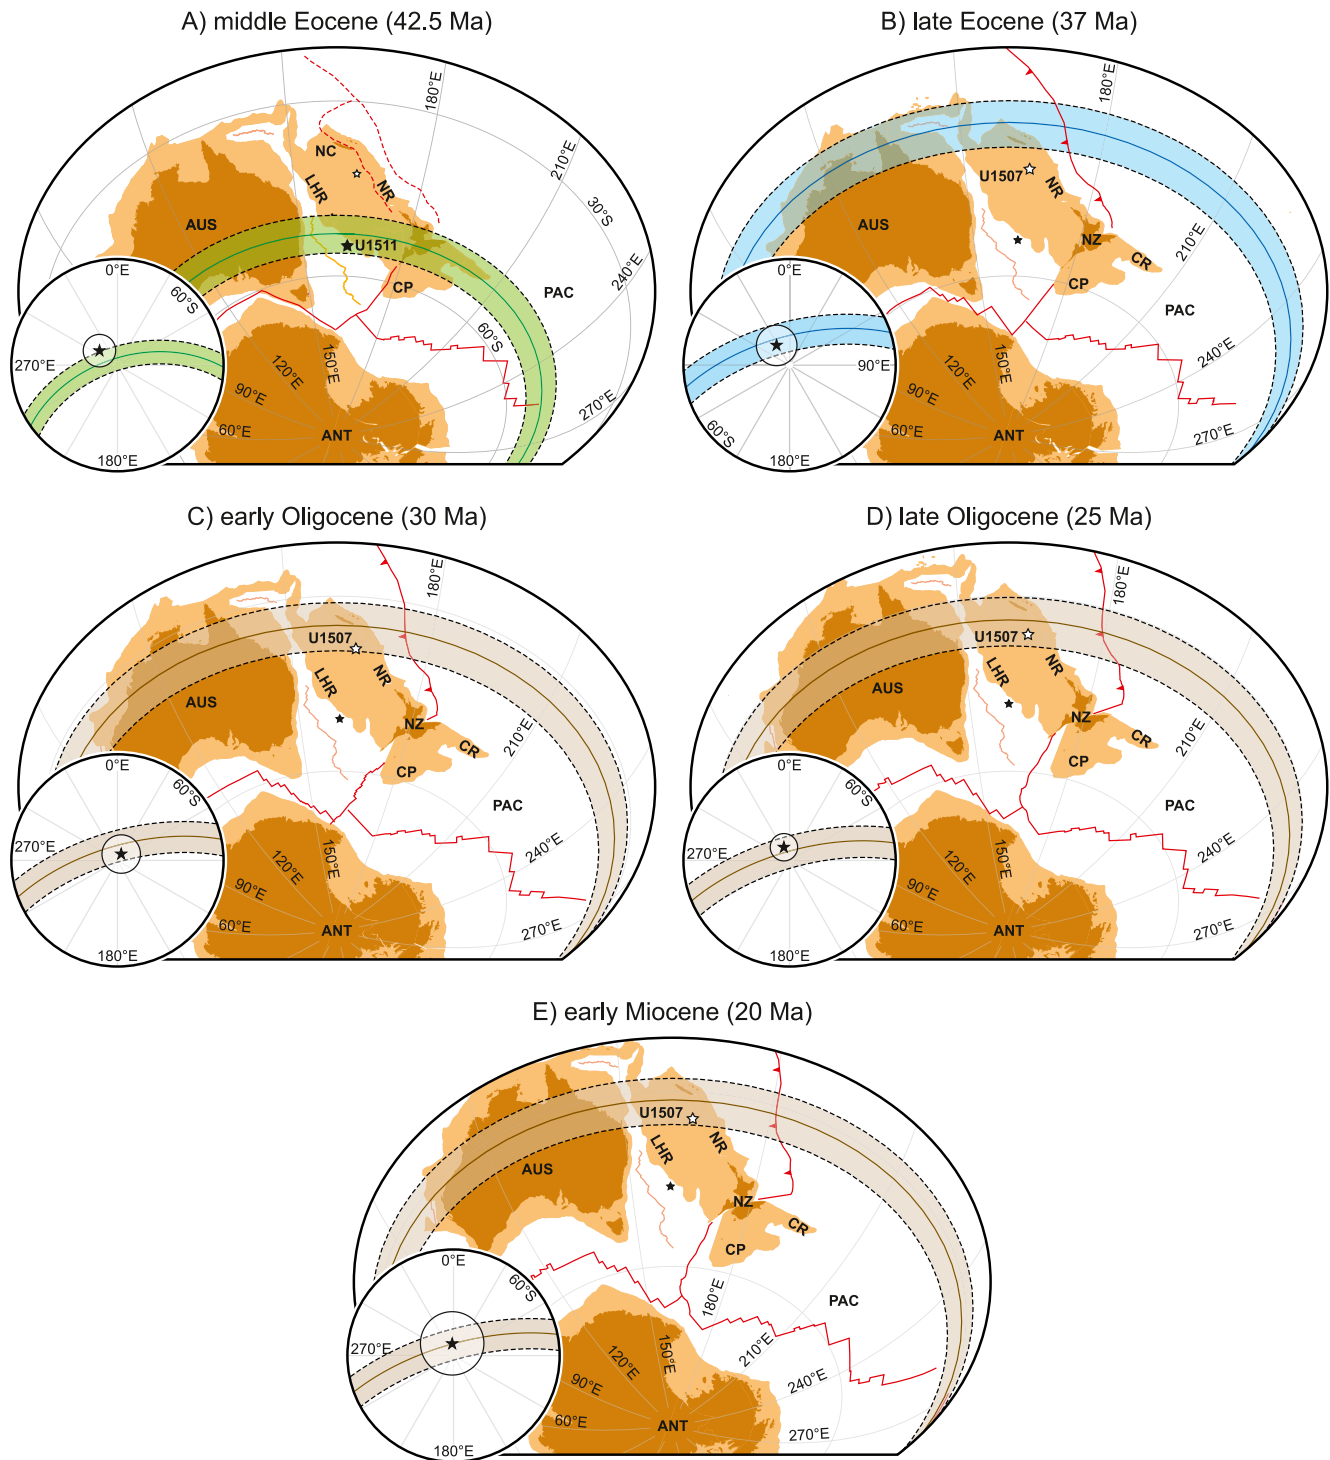 A) middle Eocene (42.5 Ma)
180°E
NC
210°E
LHR
NR
30°S
AUS
U1511
240°E
0°E
60°S
CP
PAC
60°S
270°E
120°E
150°E
90°E
270°E
60°E
ANT
180°E
B) late Eocene (37 Ma)
180°E
U1507
NR
AUS
NZ
210°E
CR
0°E
CP
PAC
240°E
90°E
120°E
150°E
90°E
60°S
60°E
ANT
270°E
180°E
C) early Oligocene (30 Ma)
180°E
U1507
LHR
NR
AUS
NZ
CR
210°E
0°E
60°S
CP
PAC
270°E
120°E
150°E
240°E
90°E
60°E
ANT
270°E
180°E
D) late Oligocene (25 Ma)
180°E
U1507
LHR
NR
AUS
NZ
CR
210°E
0°E
60°S
CP
PAC
270°E
120°E
150°E
240°E
90°E
60°E
ANT
270°E
180°E
E) early Miocene (20 Ma)
U1507
LHR
NR
AUS
NZ
CR
0°E
60°S
CP
180°E
PAC
270°E
120°E
150°E
210°E
90°E
240°E
60°E
ANT
270°E
180°E